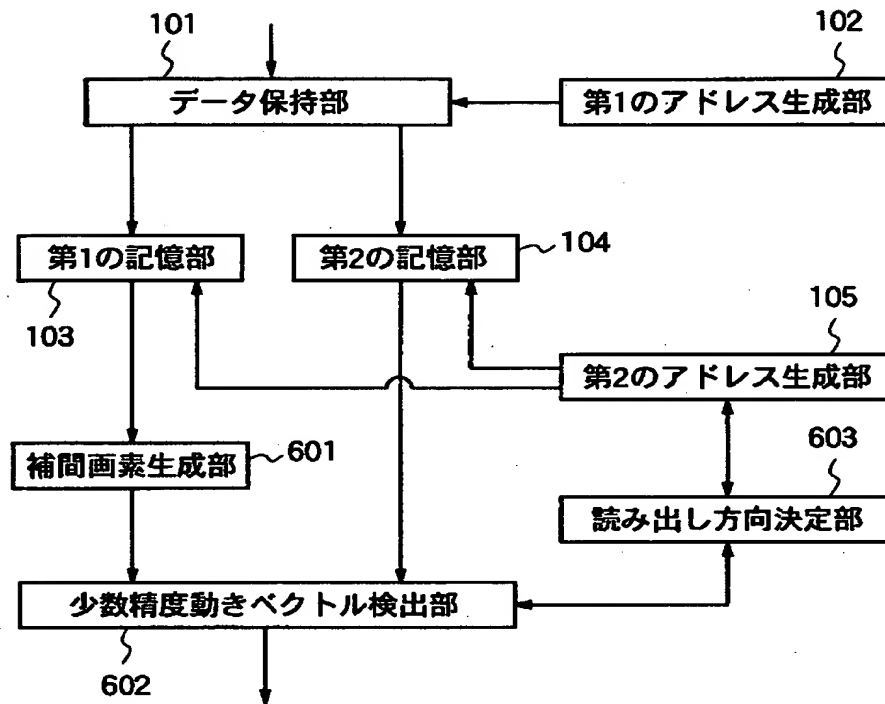 101
102
データ保持部
第1のアドレス生成部
第1の記憶部
第2の記憶部
104
103
105
第2のアドレス生成部
補間画素生成部
601
603
読み出し方向決定部
少数精度動きベクトル検出部
602